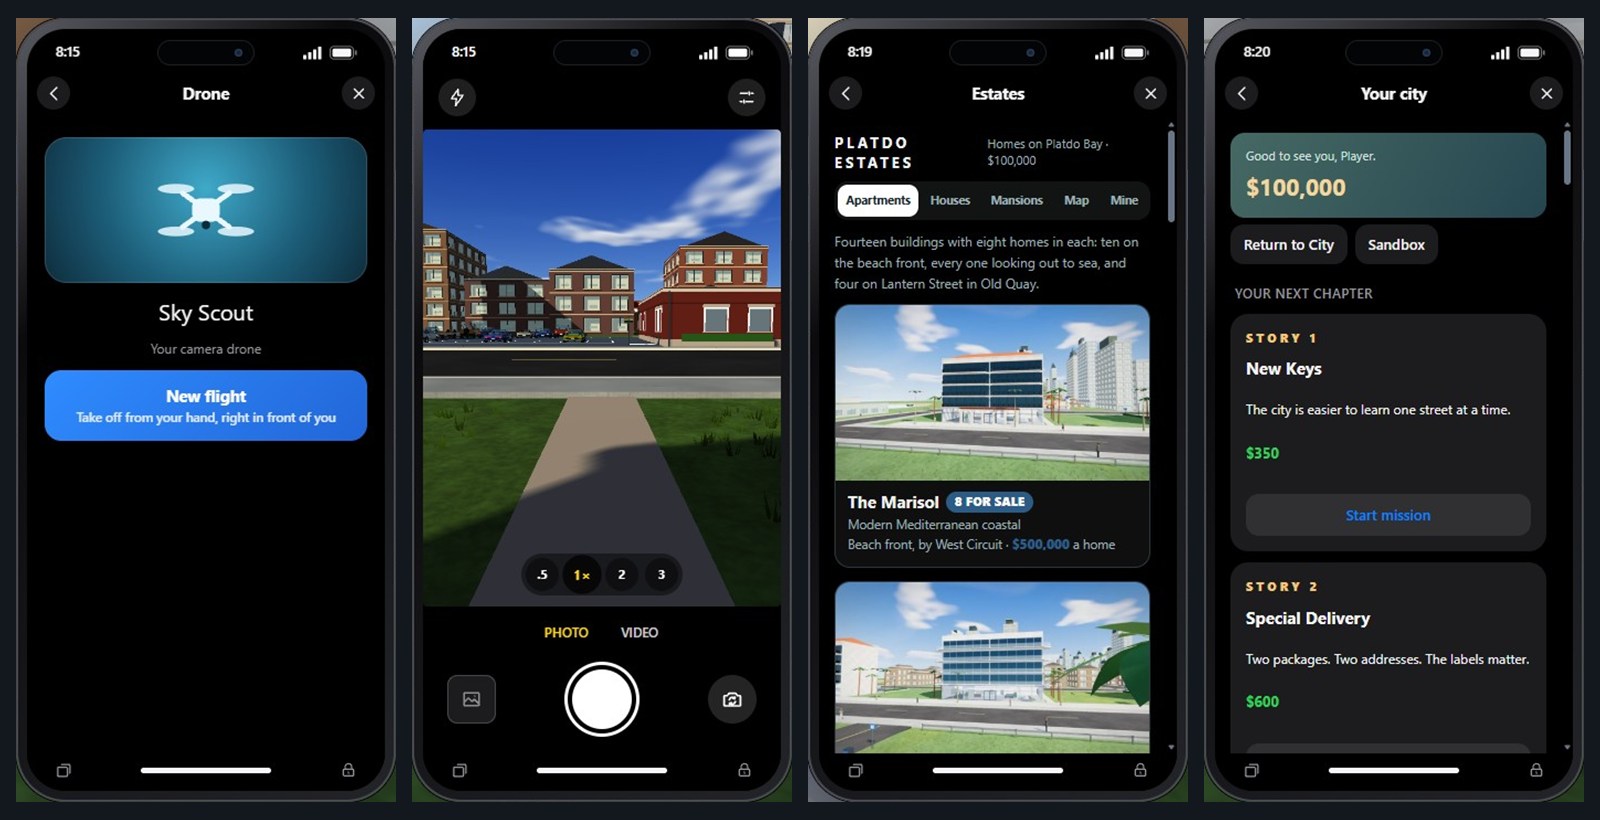 8:15
Drone
Sky Scout
Your camera drone
New flight
Take off from your hand, right in front of you
8:15
.5
1×
2
3
PHOTO
VIDEO
8:19
Estates
PLATDO
ESTATES
Homes on Platdo Bay ·
$100,000
Apartments
Houses
Mansions
Map
Mine
Fourteen buildings with eight homes in each: ten on
the beach front, every one looking out to sea, and
four on Lantern Street in Old Quay.
The Marisol
8 FOR SALE
Modern Mediterranean coastal
Beach front, by West Circuit · $500,000 a home
8:20
Your city
Good to see you, Player.
$100,000
Return to City
Sandbox
YOUR NEXT CHAPTER
STORY 1
New Keys
The city is easier to learn one street at a time.
$350
Start mission
STORY 2
Special Delivery
Two packages. Two addresses. The labels matter.
$600